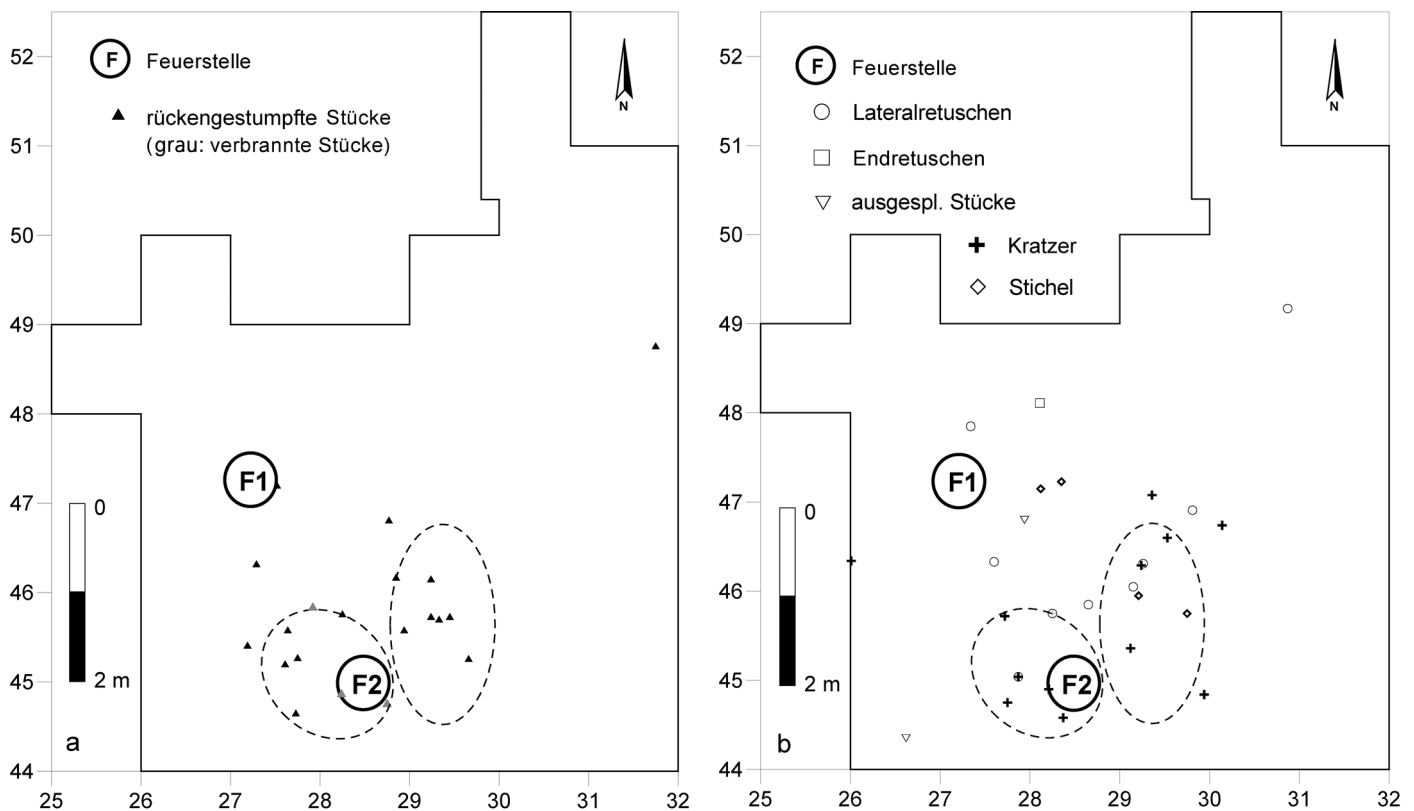 F Feuerstelle
rückengestumpfte Stücke
(grau: verbrannte Stücke)
N
52
51
50
49
48
47
46
45
44
F1
F2
0
2 m
a
25 26 27 28 29 30 31 32
F Feuerstelle
Lateralretuschen
Endretuschen
ausgespl. Stücke
Kratzer
Stichel
N
52
51
50
49
48
47
46
45
44
F1
F2
0
2 m
b
25 26 27 28 29 30 31 32